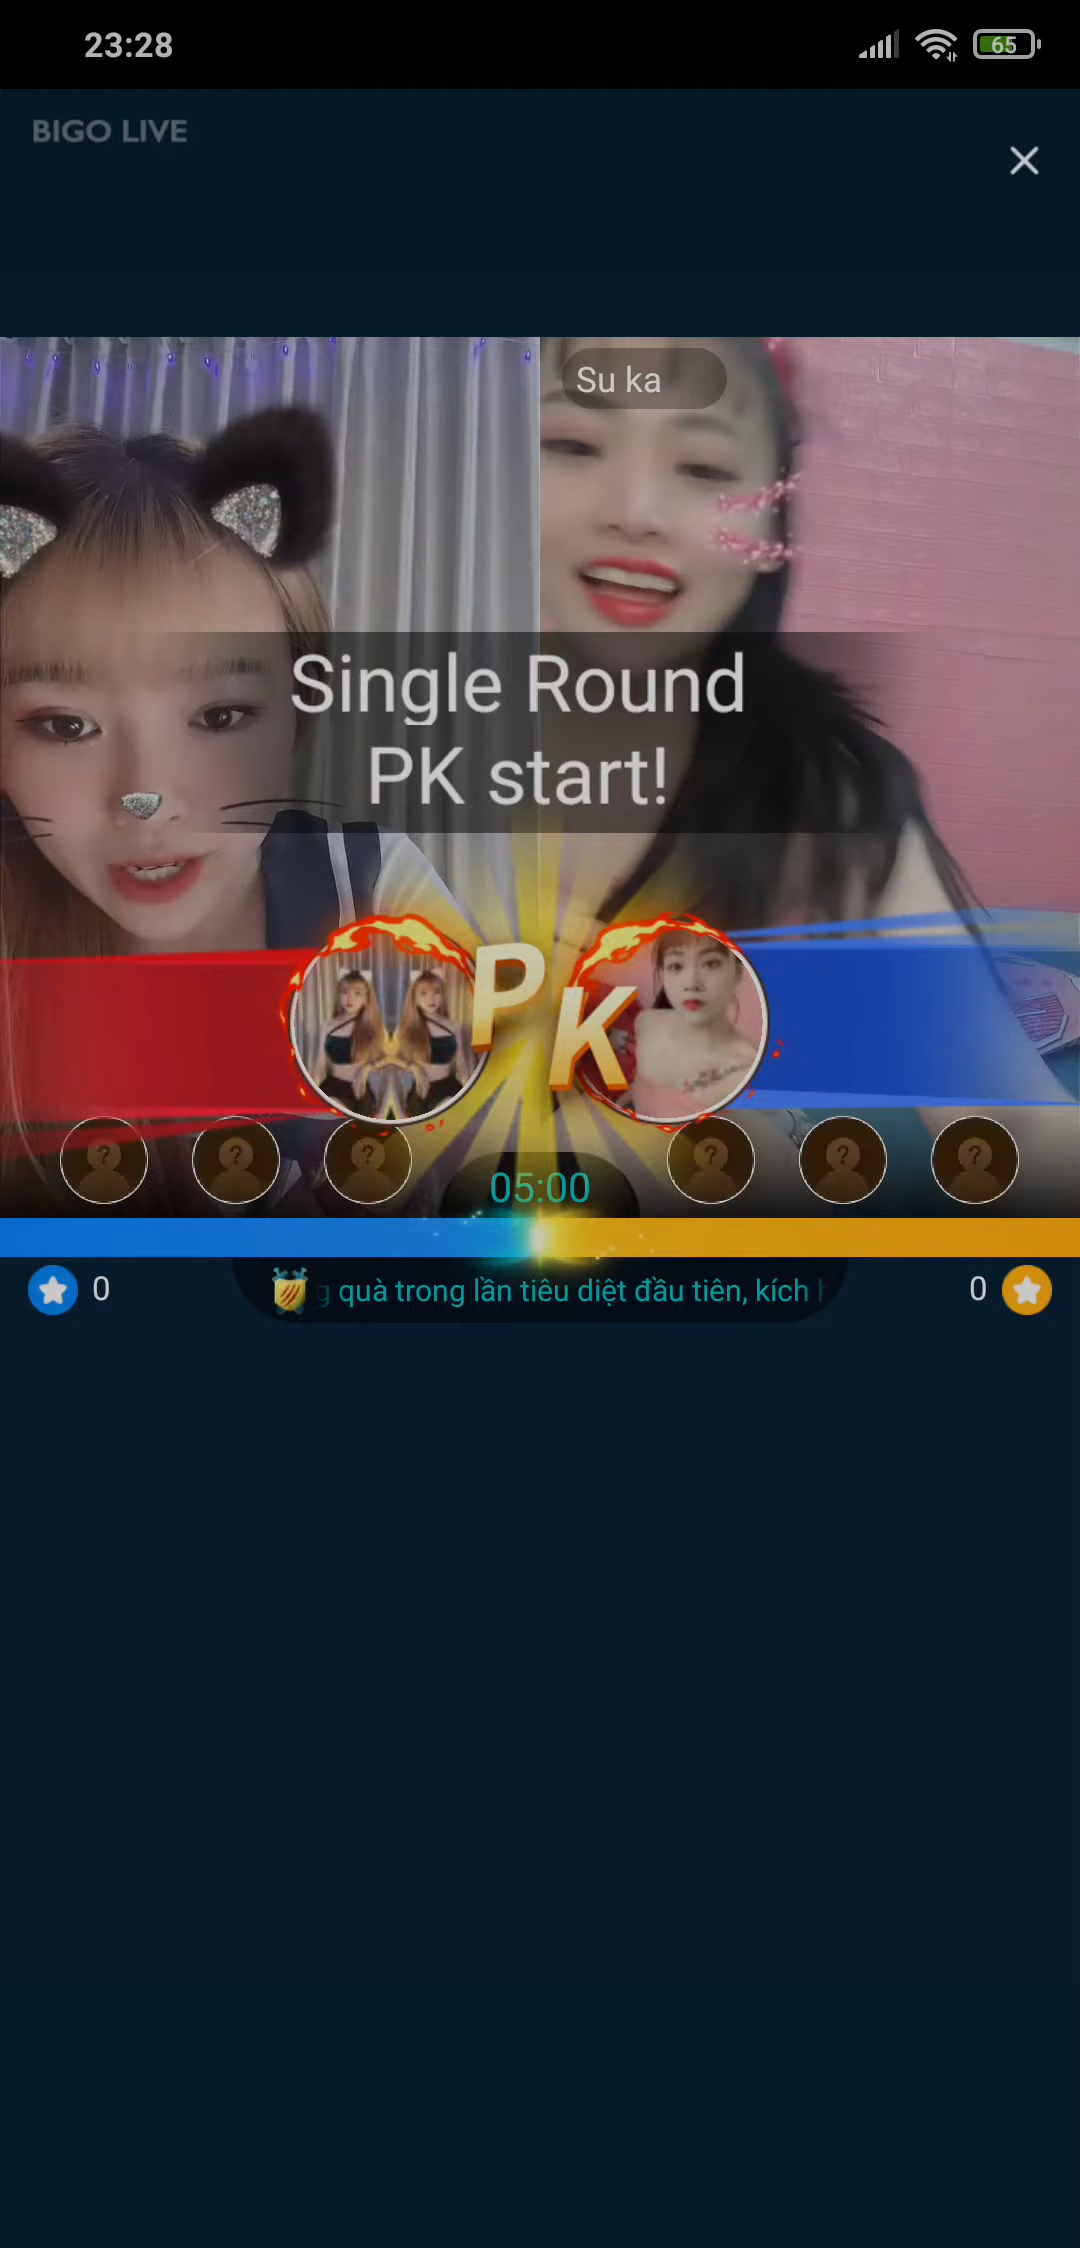 23:28
65
BIGO LIVE
Su ka
Single Round
PK start!
PK
05:00
0
quà trong lần tiêu diệt đầu tiên, kích
0